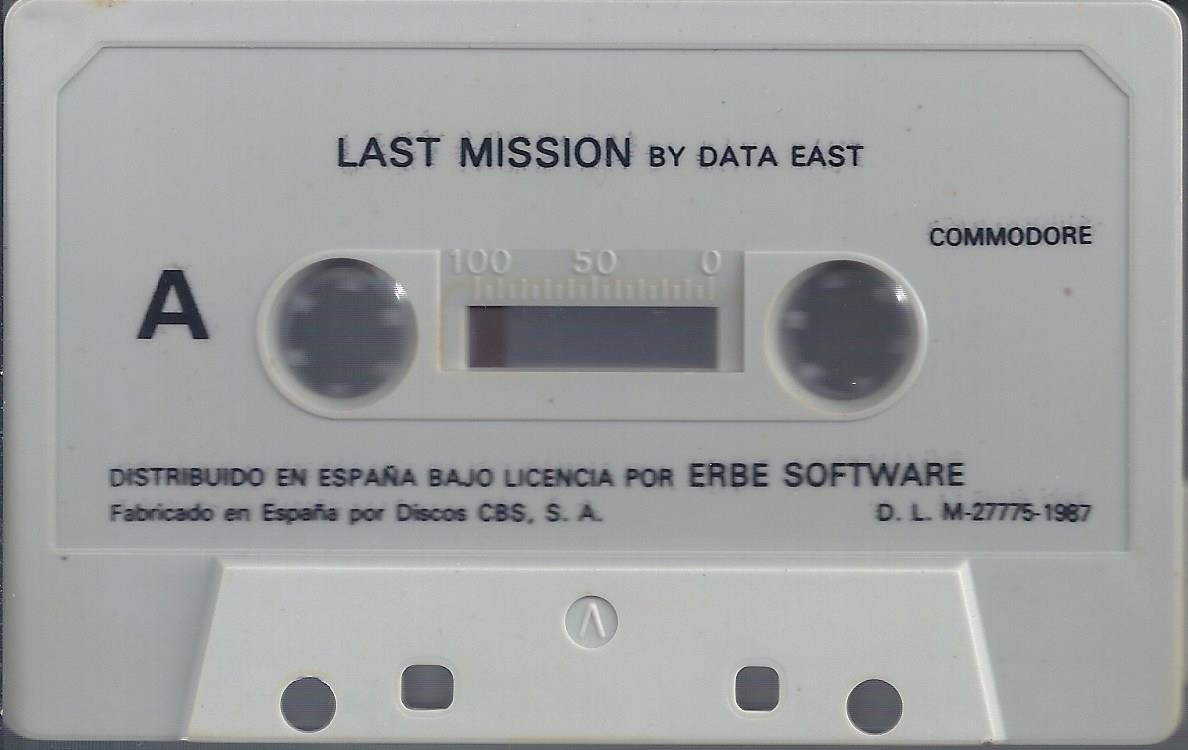 LAST MISSION BY DATA EAST
COMMODORE
A
100 50 0
DISTRIBUIDO EN ESPAÑA BAJO LICENCIA POR ERBE SOFTWARE
Fabricado en España por Discos CBS, S. A. D. L. M-27775-1987